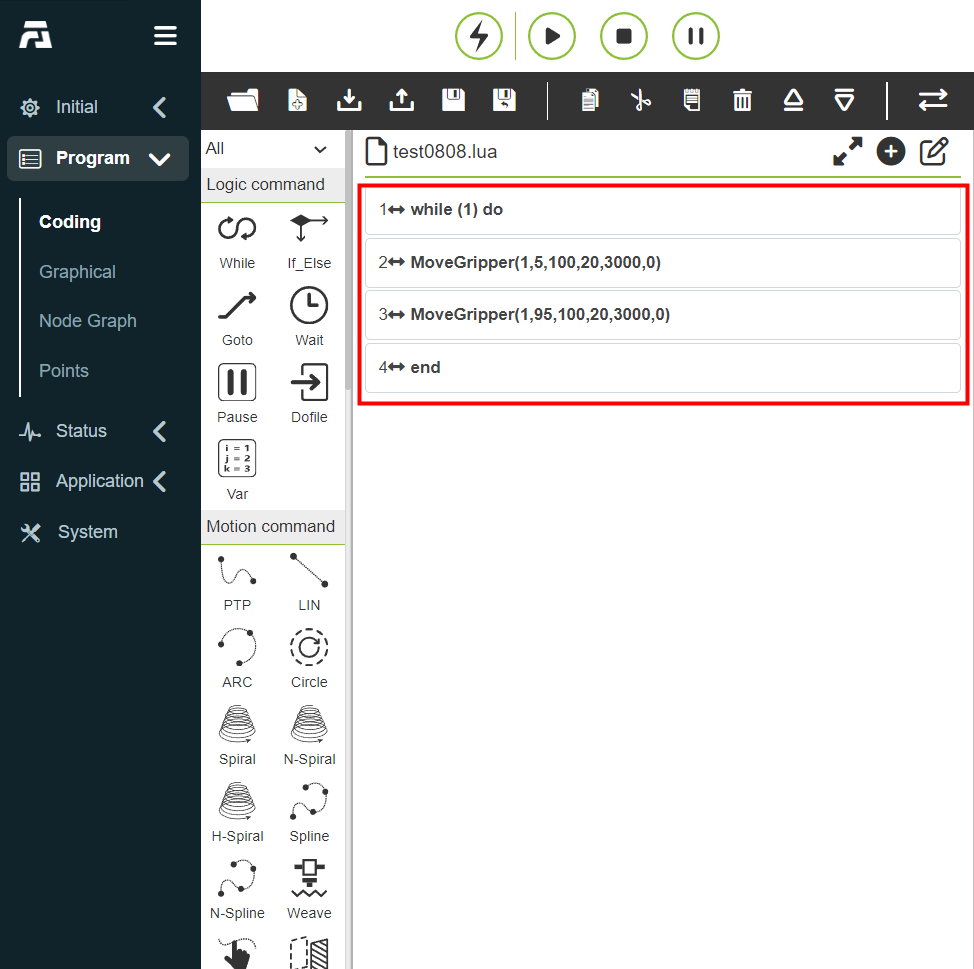 Initial
Program
Coding
Graphical
Node Graph
Points
Status
Application
System
All
Logic command
While If_Else
Goto Wait
Pause Dofile
i = 1
j = 2
k = 3
Var
Motion command
PTP LIN
ARC Circle
Spiral N-Spiral
H-Spiral Spline
N-Spline Weave
test0808.lua
1 while (1) do
2 MoveGripper(1,5,100,20,3000,0)
3 MoveGripper(1,95,100,20,3000,0)
4 end